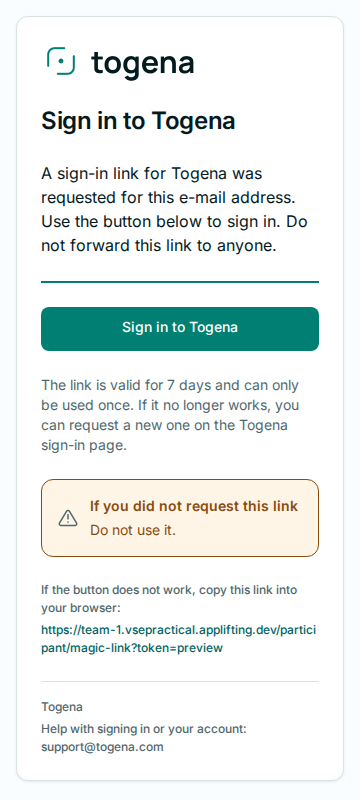 togena
Sign in to Togena
A sign-in link for Togena was
requested for this e-mail address.
Use the button below to sign in. Do
not forward this link to anyone.
Sign in to Togena
The link is valid for 7 days and can only
be used once. If it no longer works, you
can request a new one on the Togena
sign-in page.
If you did not request this link
Do not use it.
If the button does not work, copy this link into
your browser:
https://team-1.vsepractical.applifting.dev/partici
pant/magic-link?token=preview
Togena
Help with signing in or your account:
support@togena.com